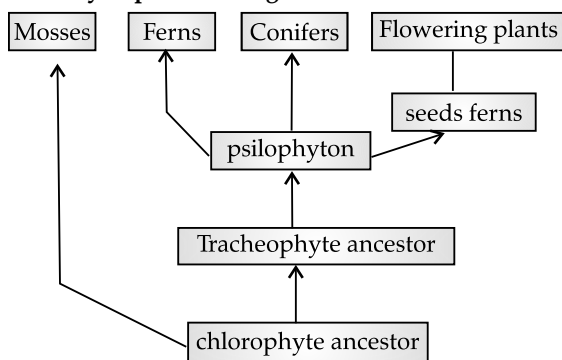 Mosses
Ferns
Conifers
Flowering plants
seeds ferns
psilophyton
Tracheophyte ancestor
chlorophyte ancestor